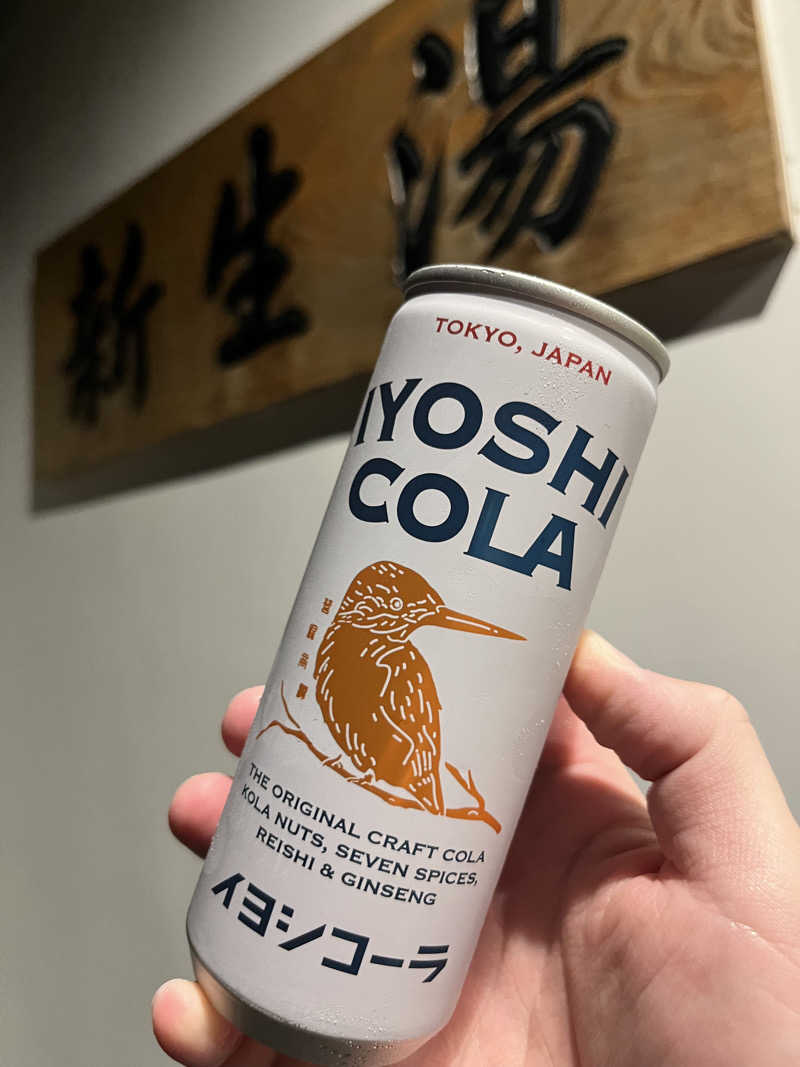 新生湯
TOKYO, JAPAN
IYOSHI
COLA
THE ORIGINAL CRAFT COLA
KOLA NUTS, SEVEN SPICES,
REISHI & GINSENG
イヨシコーラ